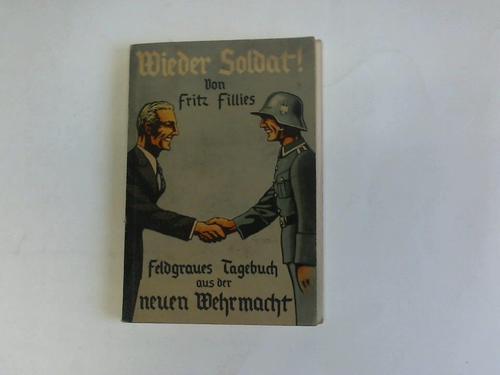 Wieder Soldat!
Von
Fritz Fillies
Feldgraues Tagebuch
aus der
neuen Wehrmacht